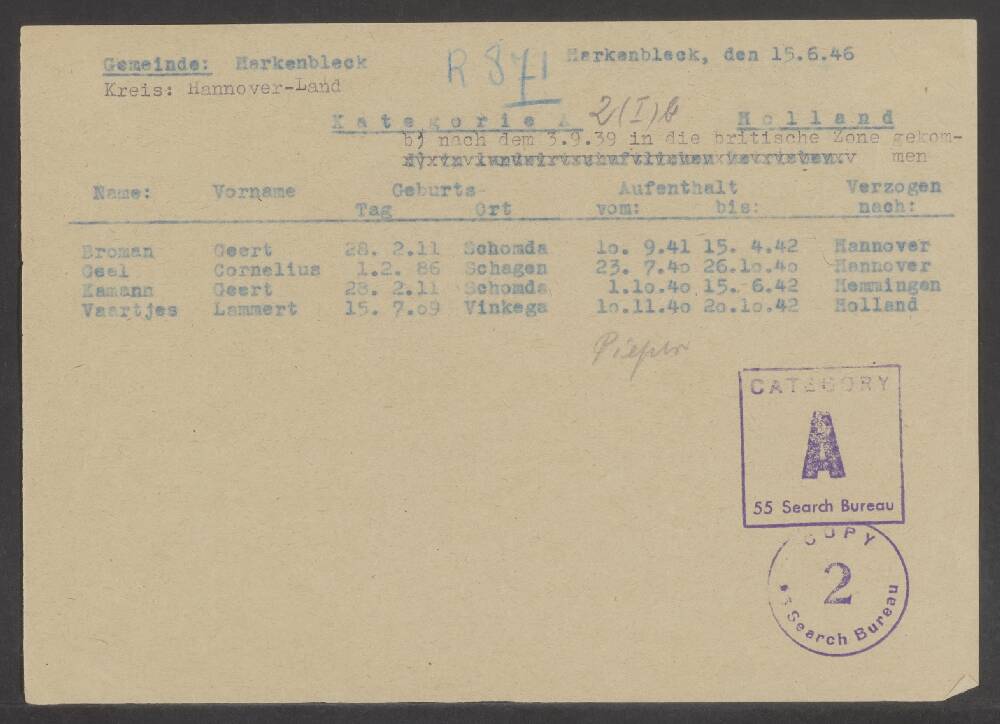 Gemeinde: Harkenbleck R 871 Harkenbleck, den 15.6.46
Kreis: Hannover-Land
Kategorie A 2(I)b Holland
b) nach dem 3.9.39 in die britische Zone gekom-
men
Name: Vorname Geburts- Aufenthalt Verzogen
Tag Ort vom: bis: nach:
Broman Geert 28. 2.11 Schomda 1o. 9.41 15. 4.42 Hannover
Geel Cornelius 1.2. 86 Schagen 23. 7.4o 26.1o.4o Hannover
Kamann Geert 28. 2.11 Schomda 1.1o.4o 15. 6.42 Hemmingen
Vaartjes Lammert 15. 7.o9 Vinkega 1o.11.4o 2o.1o.42 Holland
CATEGORY
A
55 Search Bureau
COPY
2
Search Bureau